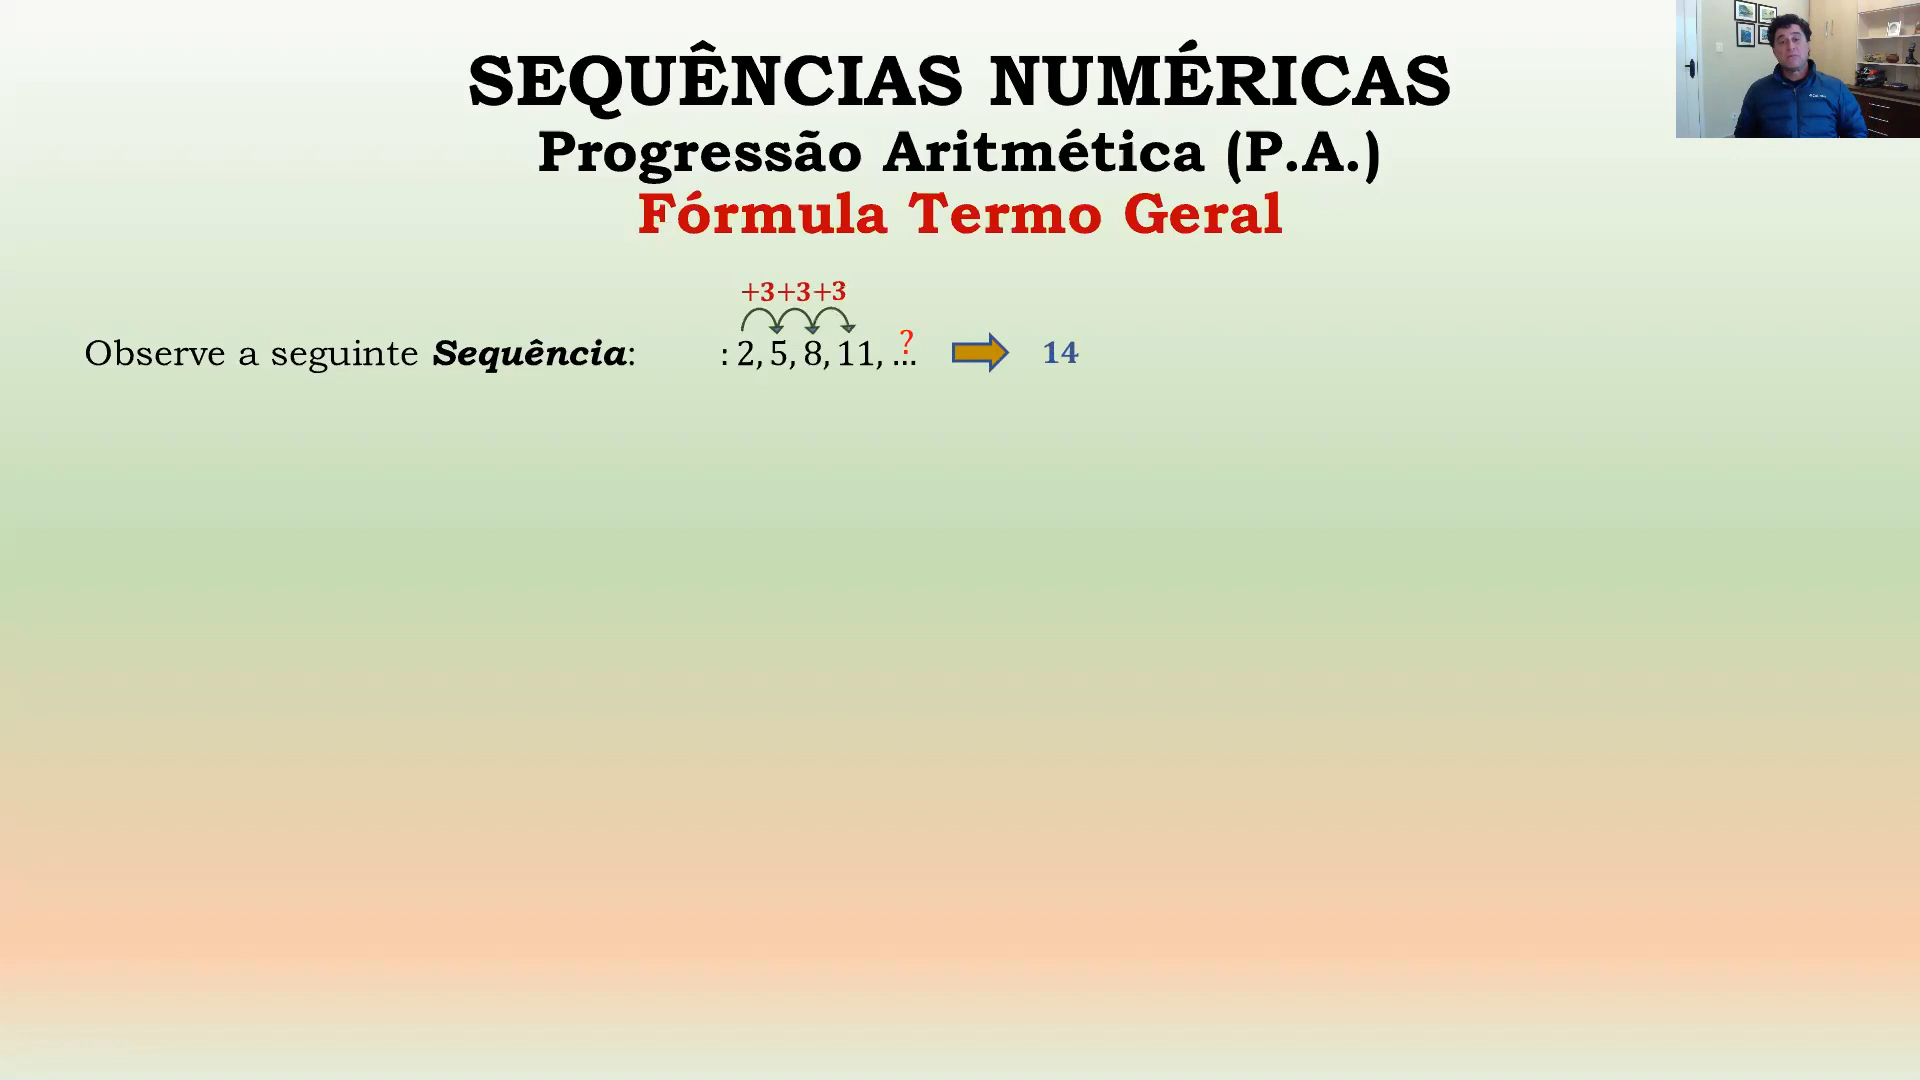 SEQUÊNCIAS NUMÉRICAS
Progressão Aritmética (P.A.)
Fórmula Termo Geral
+3+3+3
Observe a seguinte Sequência: : 2, 5, 8, 11, ...? 14